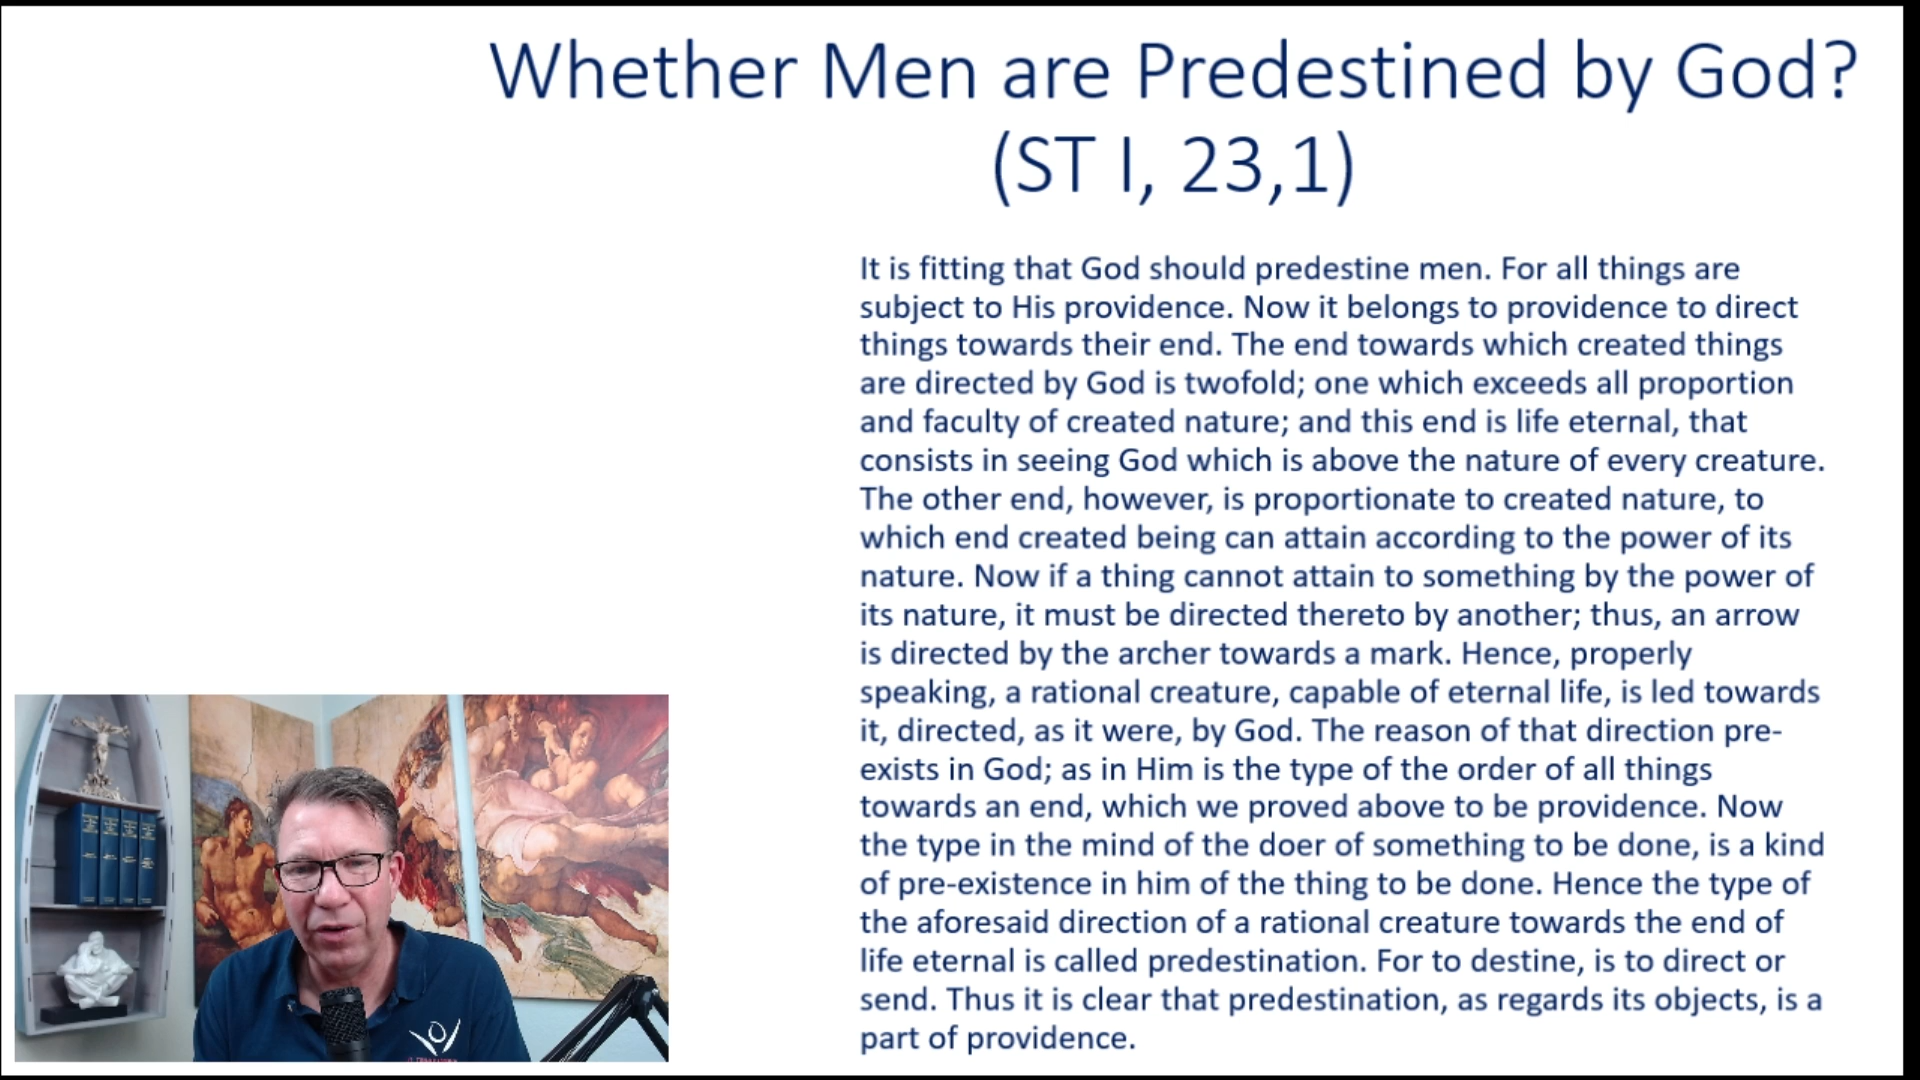 Whether Men are Predestined by God?
(ST I, 23,1)
It is fitting that God should predestine men. For all things are
subject to His providence. Now it belongs to providence to direct
things towards their end. The end towards which created things
are directed by God is twofold; one which exceeds all proportion
and faculty of created nature; and this end is life eternal, that
consists in seeing God which is above the nature of every creature.
The other end, however, is proportionate to created nature, to
which end created being can attain according to the power of its
nature. Now if a thing cannot attain to something by the power of
its nature, it must be directed thereto by another; thus, an arrow
is directed by the archer towards a mark. Hence, properly
speaking, a rational creature, capable of eternal life, is led towards
it, directed, as it were, by God. The reason of that direction pre-
exists in God; as in Him is the type of the order of all things
towards an end, which we proved above to be providence. Now
the type in the mind of the doer of something to be done, is a kind
of pre-existence in him of the thing to be done. Hence the type of
the aforesaid direction of a rational creature towards the end of
life eternal is called predestination. For to destine, is to direct or
send. Thus it is clear that predestination, as regards its objects, is a
part of providence.